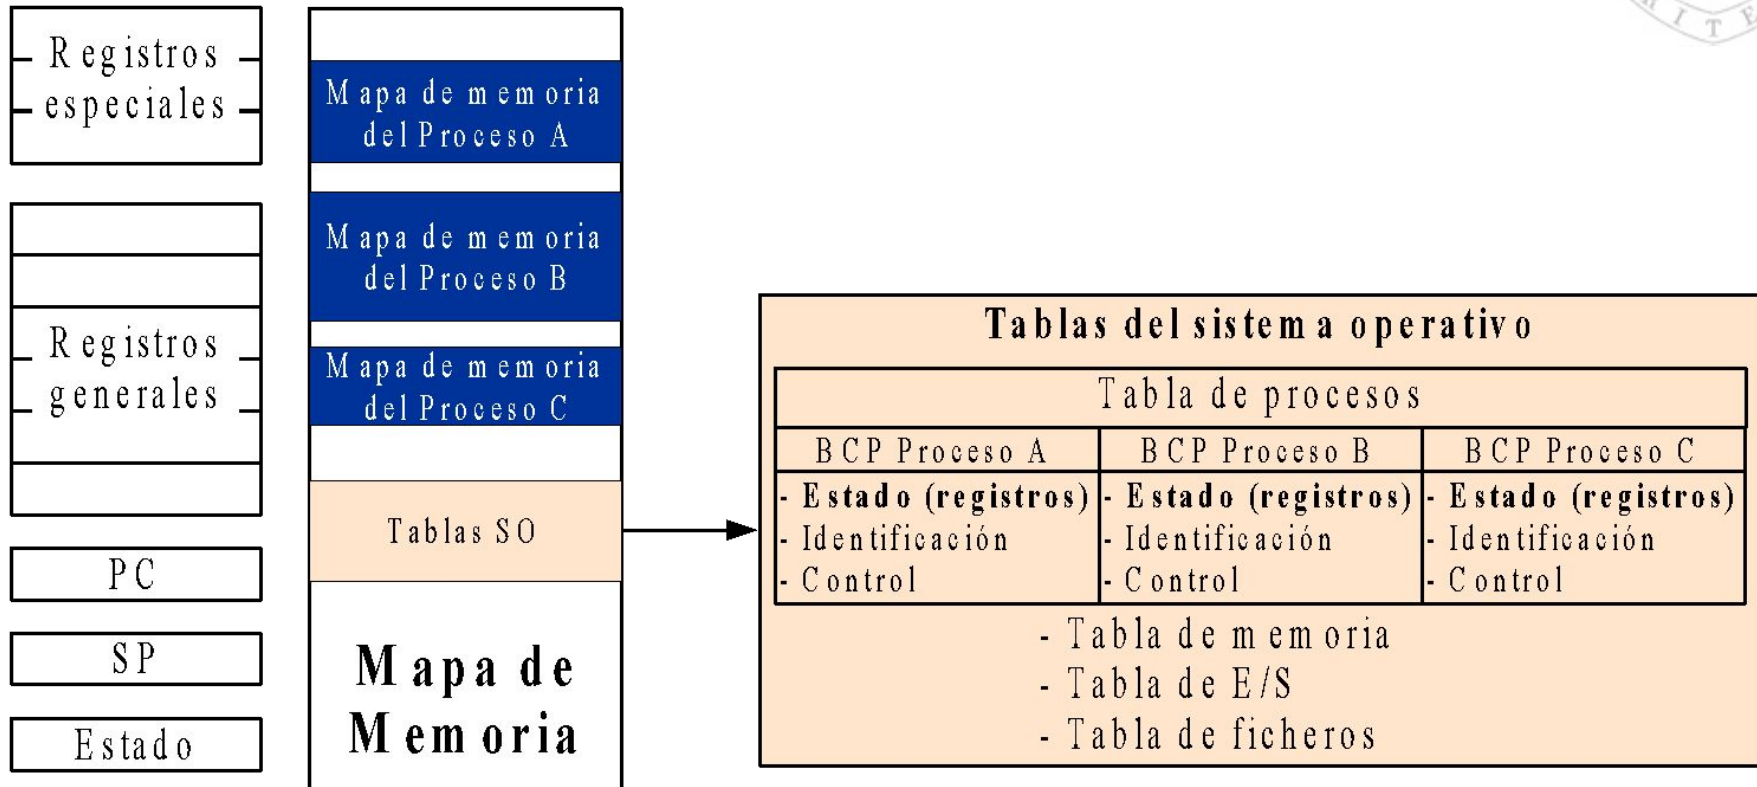 Registros
especiales
Registros
generales
PC
SP
Estado
Mapa de memoria
del Proceso A
Mapa de memoria
del Proceso B
Mapa de memoria
del Proceso C
Tablas SO
Mapa de
Memoria
Tablas del sistema operativo
Tabla de procesos
BCP Proceso A
- Estado (registros)
- Identificación
- Control
BCP Proceso B
- Estado (registros)
- Identificación
- Control
BCP Proceso C
- Estado (registros)
- Identificación
- Control
- Tabla de memoria
- Tabla de E/S
- Tabla de ficheros